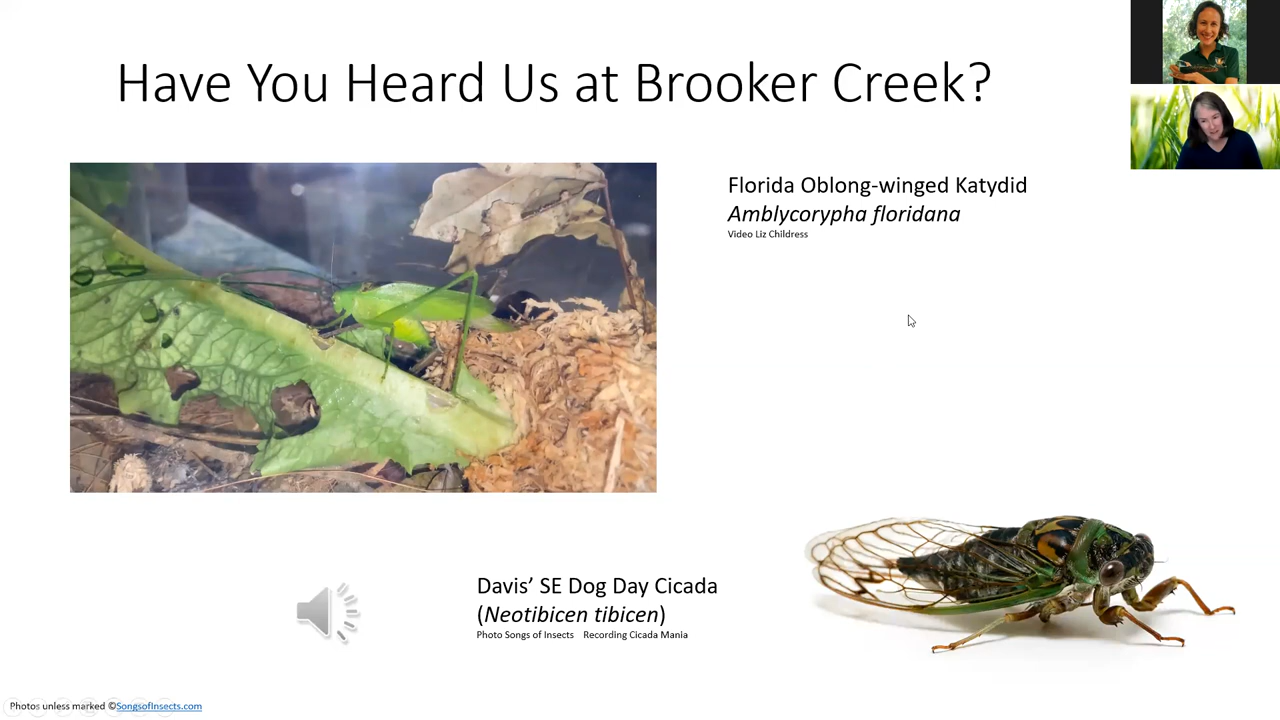 Have You Heard Us at Brooker Creek?
Florida Oblong-winged Katydid
Amblycorypha floridana
Video Liz Childress
Davis’ SE Dog Day Cicada
(Neotibicen tibicen)
Photo Songs of Insects Recording Cicada Mania
Photos unless marked ©SongsofInsects.com